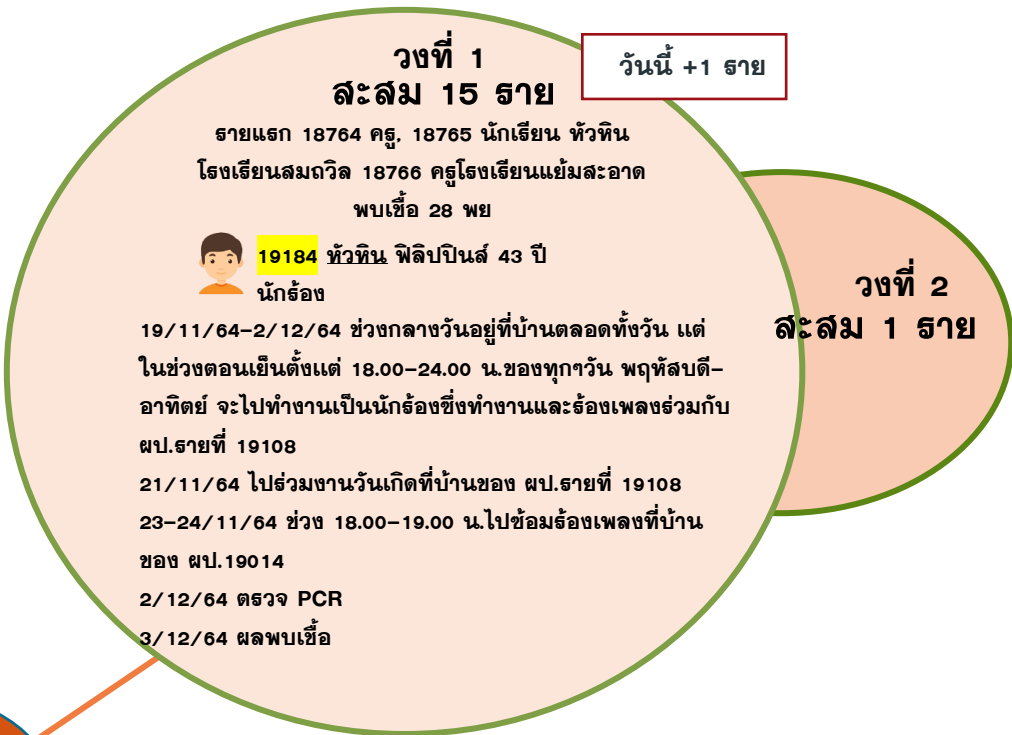 วงที่ 1
สะสม 15 ราย
วันนี้ +1 ราย
รายแรก 18764 ครู, 18765 นักเรียน หัวหิน
โรงเรียนสมถวิล 18766 ครูโรงเรียนแย้มสะอาด
พบเชื้อ 28 พย
19184 หัวหิน ฟิลิปปินส์ 43 ปี
นักร้อง
19/11/64-2/12/64 ช่วงกลางวันอยู่ที่บ้านตลอดทั้งวัน แต่
ในช่วงตอนเย็นตั้งแต่ 18.00-24.00 น.ของทุกๆวัน พฤหัสบดี-
อาทิตย์ จะไปทำงานเป็นนักร้องซึ่งทำงานและร้องเพลงร่วมกับ
ผป.รายที่ 19108
21/11/64 ไปร่วมงานวันเกิดที่บ้านของ ผป.รายที่ 19108
23-24/11/64 ช่วง 18.00-19.00 น.ไปซ้อมร้องเพลงที่บ้าน
ของ ผป.19014
2/12/64 ตรวจ PCR
3/12/64 ผลพบเชื้อ
วงที่ 2
สะสม 1 ราย